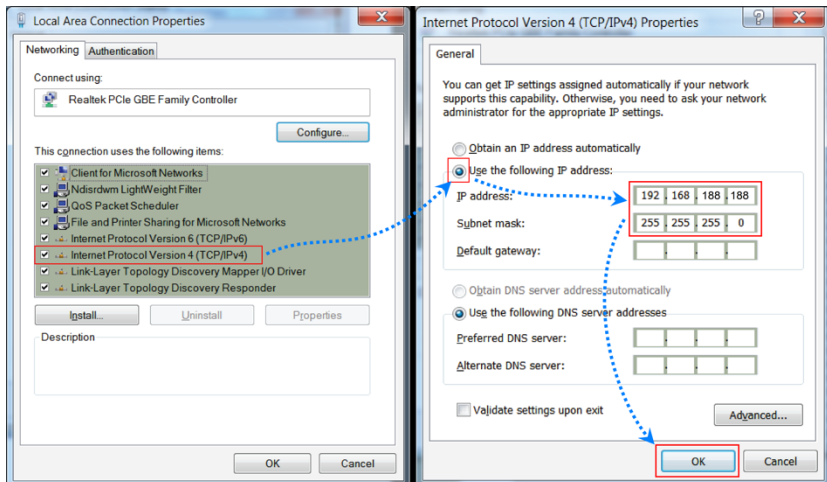 Local Area Connection Properties
Networking
Authentication
Connect using:
Realtek PCIe GBE Family Controller
Configure...
This connection uses the following items:
Client for Microsoft Networks
Ndisrdwm LightWeight Filter
QoS Packet Scheduler
File and Printer Sharing for Microsoft Networks
Internet Protocol Version 6 (TCP/IPv6)
Internet Protocol Version 4 (TCP/IPv4)
Link-Layer Topology Discovery Mapper I/O Driver
Link-Layer Topology Discovery Responder
Install...
Uninstall
Properties
Description
OK
Cancel
Internet Protocol Version 4 (TCP/IPv4) Properties
General
You can get IP settings assigned automatically if your network
supports this capability. Otherwise, you need to ask your network
administrator for the appropriate IP settings.
Obtain an IP address automatically
Use the following IP address:
IP address:
192 . 168 . 188 . 188
Subnet mask:
255 . 255 . 255 . 0
Default gateway:
. . .
Obtain DNS server address automatically
Use the following DNS server addresses
Preferred DNS server:
. . .
Alternate DNS server:
. . .
Validate settings upon exit
Advanced...
OK
Cancel